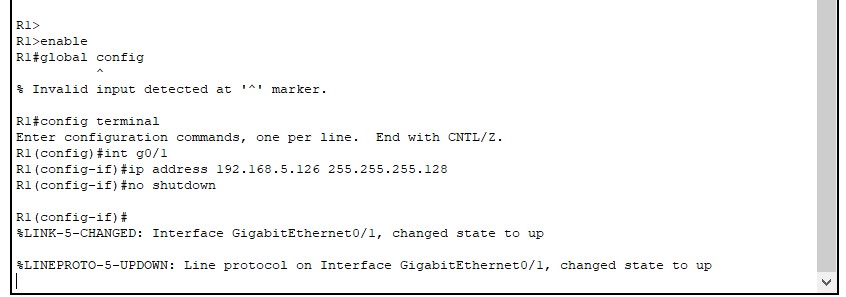 R1>
R1>enable
R1#global config
^
% Invalid input detected at '^' marker.
R1#config terminal
Enter configuration commands, one per line.  End with CNTL/Z.
R1(config)#int g0/1
R1(config-if)#ip address 192.168.5.126 255.255.255.128
R1(config-if)#no shutdown
R1(config-if)#
%LINK-5-CHANGED: Interface GigabitEthernet0/1, changed state to up
%LINEPROTO-5-UPDOWN: Line protocol on Interface GigabitEthernet0/1, changed state to up